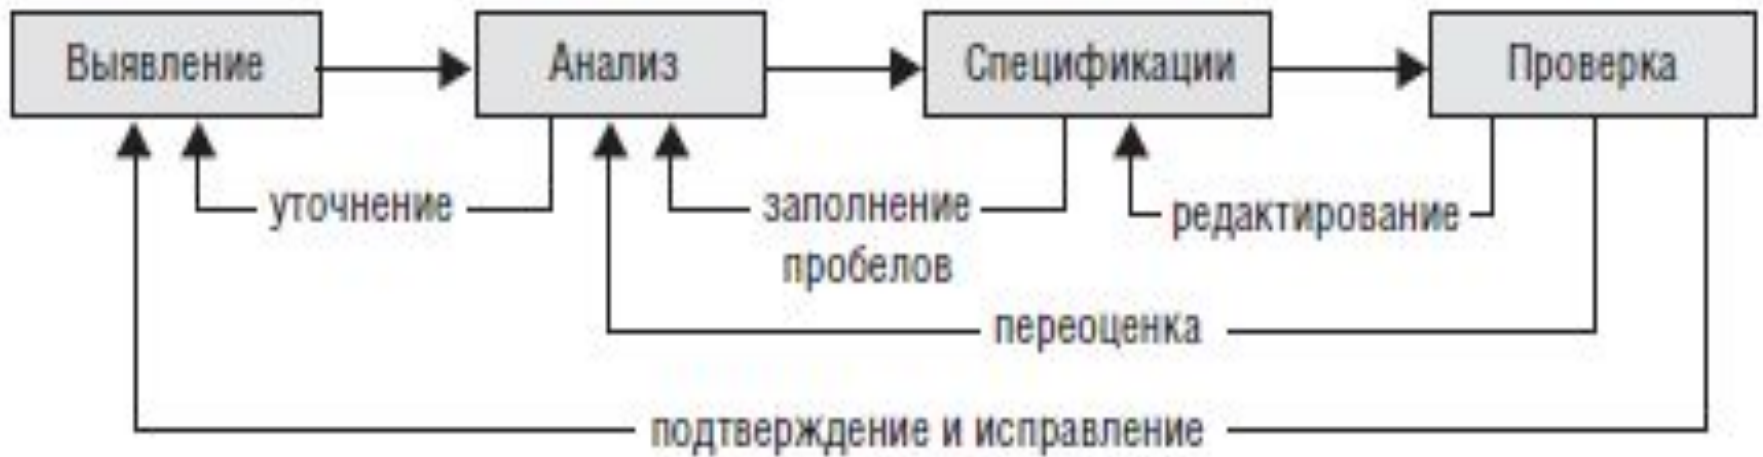 Выявление
Анализ
Спецификации
Проверка
уточнение
заполнение
пробелов
редактирование
переоценка
подтверждение и исправление